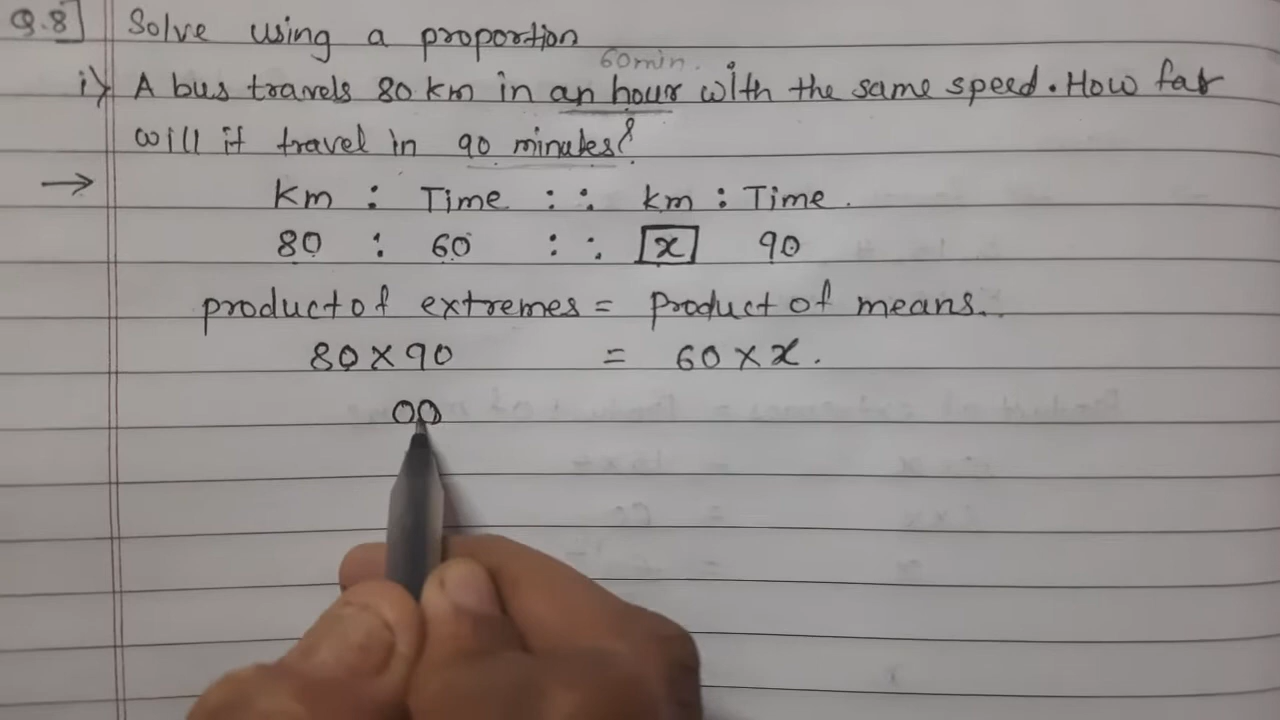 Q.8] Solve using a proportion
60min.
i) A bus travels 80 km in an hour with the same speed. How far
will it travel in 90 minutes?
→ Km : Time :: km : Time.
80 : 60 :: x 90
product of extremes = Product of means.
80 x 90 = 60 x x.
00